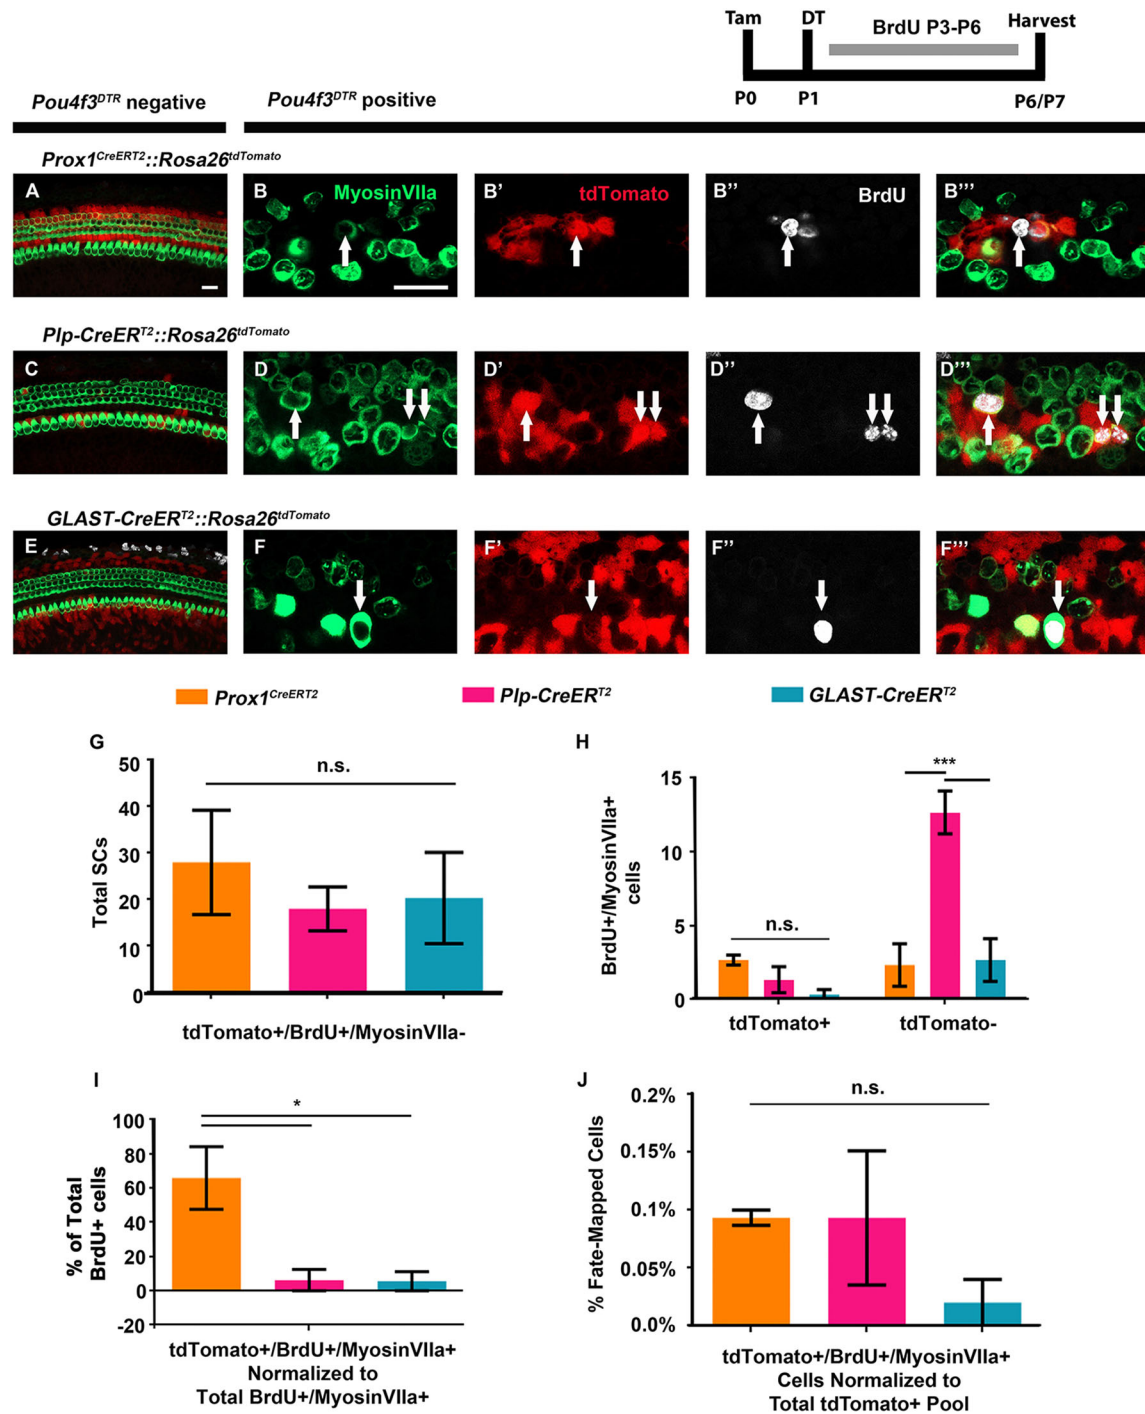 Tam DT BrdU P3-P6 Harvest
P0 P1 P6/P7
Pou4f3DTR negative Pou4f3DTR positive
Prox1CreERT2::Rosa26tdTomato
A B MyosinVIIa B' tdTomato B'' BrdU B'''
Plp-CreERT2::Rosa26tdTomato
C D D' D'' D'''
GLAST-CreERT2::Rosa26tdTomato
E F F' F'' F'''
Prox1CreERT2 Plp-CreERT2 GLAST-CreERT2
G
n.s.
50
40
30
20
10
0
Total SCs
tdTomato+/BrdU+/MyosinVIIa-
H
***
n.s.
15
10
5
0
BrdU+/MyosinVIIa+
cells
tdTomato+ tdTomato-
I
*
100
80
60
40
20
0
-20
% of Total
BrdU+ cells
tdTomato+/BrdU+/MyosinVIIa+
Normalized to
Total BrdU+/MyosinVIIa+
J
n.s.
0.2%
0.15%
0.1%
0.05%
0.0%
% Fate-Mapped Cells
tdTomato+/BrdU+/MyosinVIIa+
Cells Normalized to
Total tdTomato+ Pool